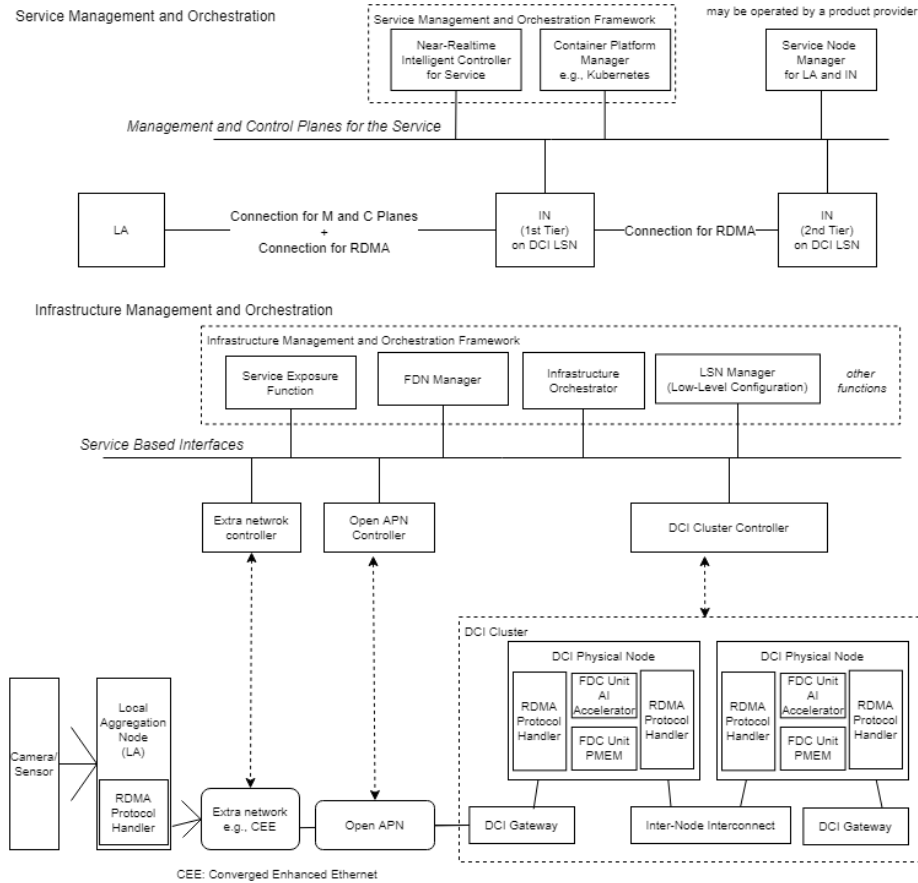 Service Management and Orchestration
may be operated by a product provider
Service Management and Orchestration Framework
Near-Realtime
Intelligent Controller
for Service
Container Platform
Manager
e.g., Kubernetes
Service Node
Manager
for LA and IN
Management and Control Planes for the Service
LA
Connection for M and C Planes
+
Connection for RDMA
IN
(1st Tier)
on DCI LSN
Connection for RDMA
IN
(2nd Tier)
on DCI LSN
Infrastructure Management and Orchestration
Infrastructure Management and Orchestration Framework
Service Exposure
Function
FDN Manager
Infrastructure
Orchestrator
LSN Manager
(Low-Level Configuration)
other
functions
Service Based Interfaces
Extra netwrok
controller
Open APN
Controller
DCI Cluster Controller
DCI Cluster
DCI Physical Node
RDMA
Protocol
Handler
FDC Unit
AI
Accelerator
FDC Unit
PMEM
RDMA
Protocol
Handler
DCI Physical Node
RDMA
Protocol
Handler
FDC Unit
AI
Accelerator
FDC Unit
PMEM
RDMA
Protocol
Handler
Camera/
Sensor
Local
Aggregation
Node
(LA)
RDMA
Protocol
Handler
Extra network
e.g., CEE
Open APN
DCI Gateway
Inter-Node Interconnect
DCI Gateway
CEE: Converged Enhanced Ethernet